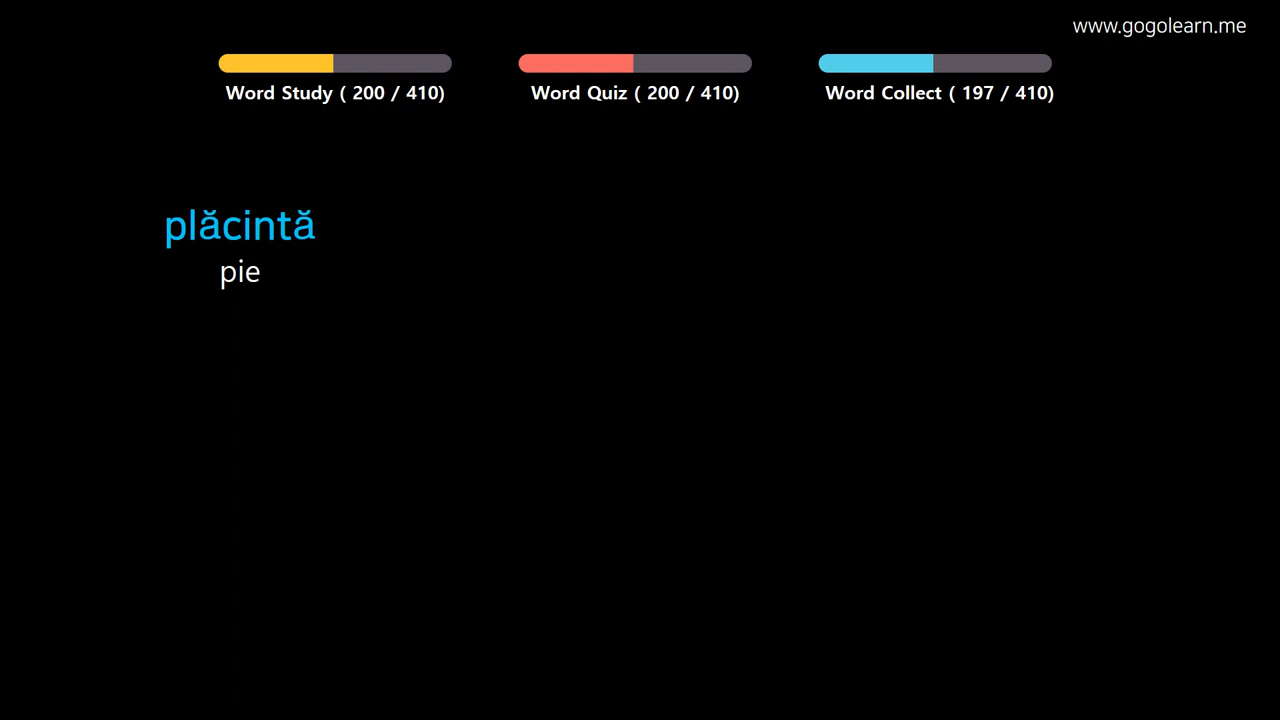 www.gogolearn.me
Word Study ( 200 / 410)
Word Quiz ( 200 / 410)
Word Collect ( 197 / 410)
plăcintă
pie